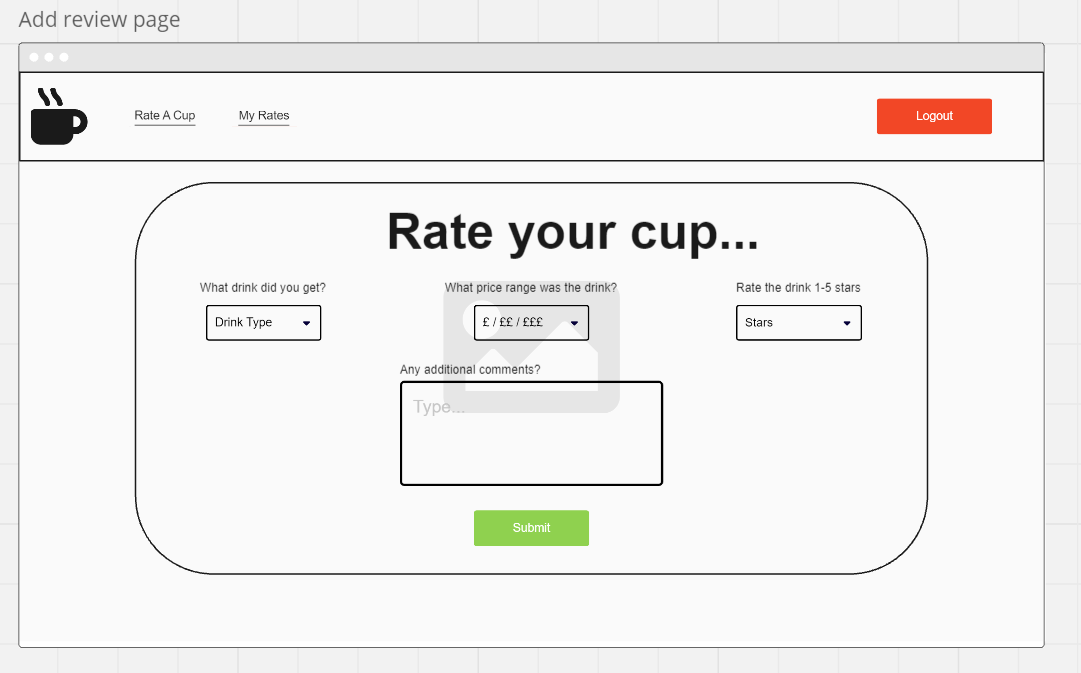 Add review page
Rate A Cup
My Rates
Logout
Rate your cup...
What drink did you get?
What price range was the drink?
Rate the drink 1-5 stars
Drink Type
£ / ££ / £££
Stars
Any additional comments?
Type...
Submit